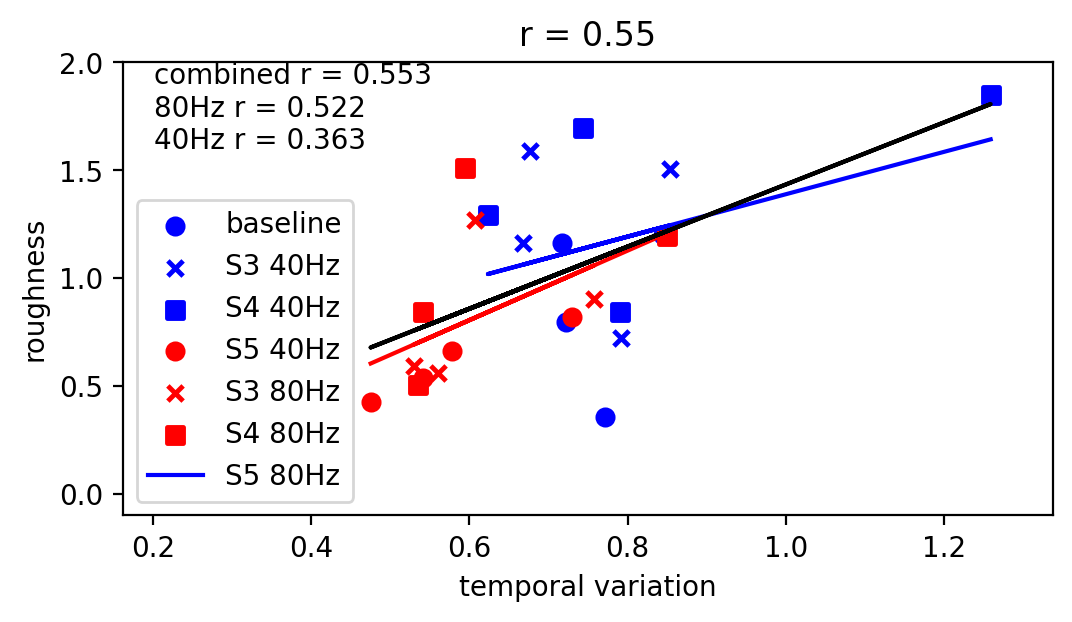 r = 0.55
combined r = 0.553
80Hz r = 0.522
40Hz r = 0.363
baseline
S3 40Hz
S4 40Hz
S5 40Hz
S3 80Hz
S4 80Hz
S5 80Hz
roughness
2.0
1.5
1.0
0.5
0.0
0.2 0.4 0.6 0.8 1.0 1.2
temporal variation